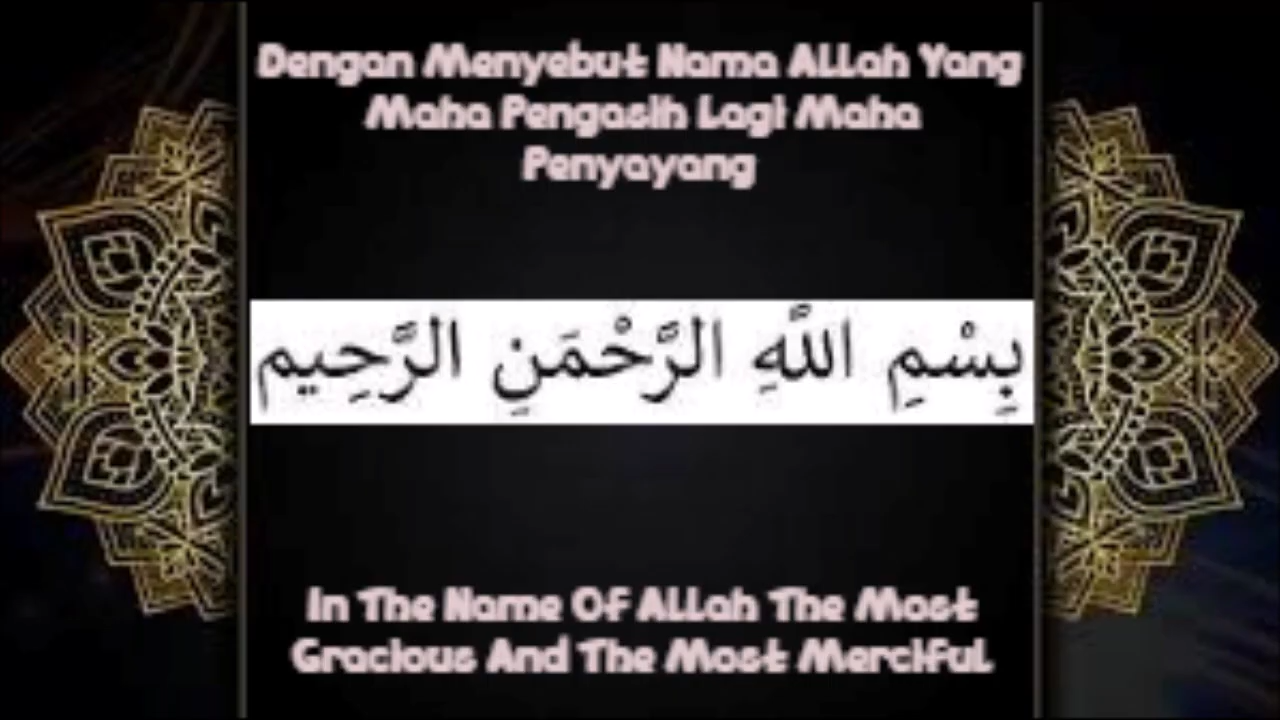 Dengan Menyebut Nama ALLah Yang
Maha Pengasih Lagi Maha
Penyayang
بِسْمِ اللَّهِ الرَّحْمَنِ الرَّحِيم
In The Name Of ALLah The Most
Gracious And The Most MercifuL